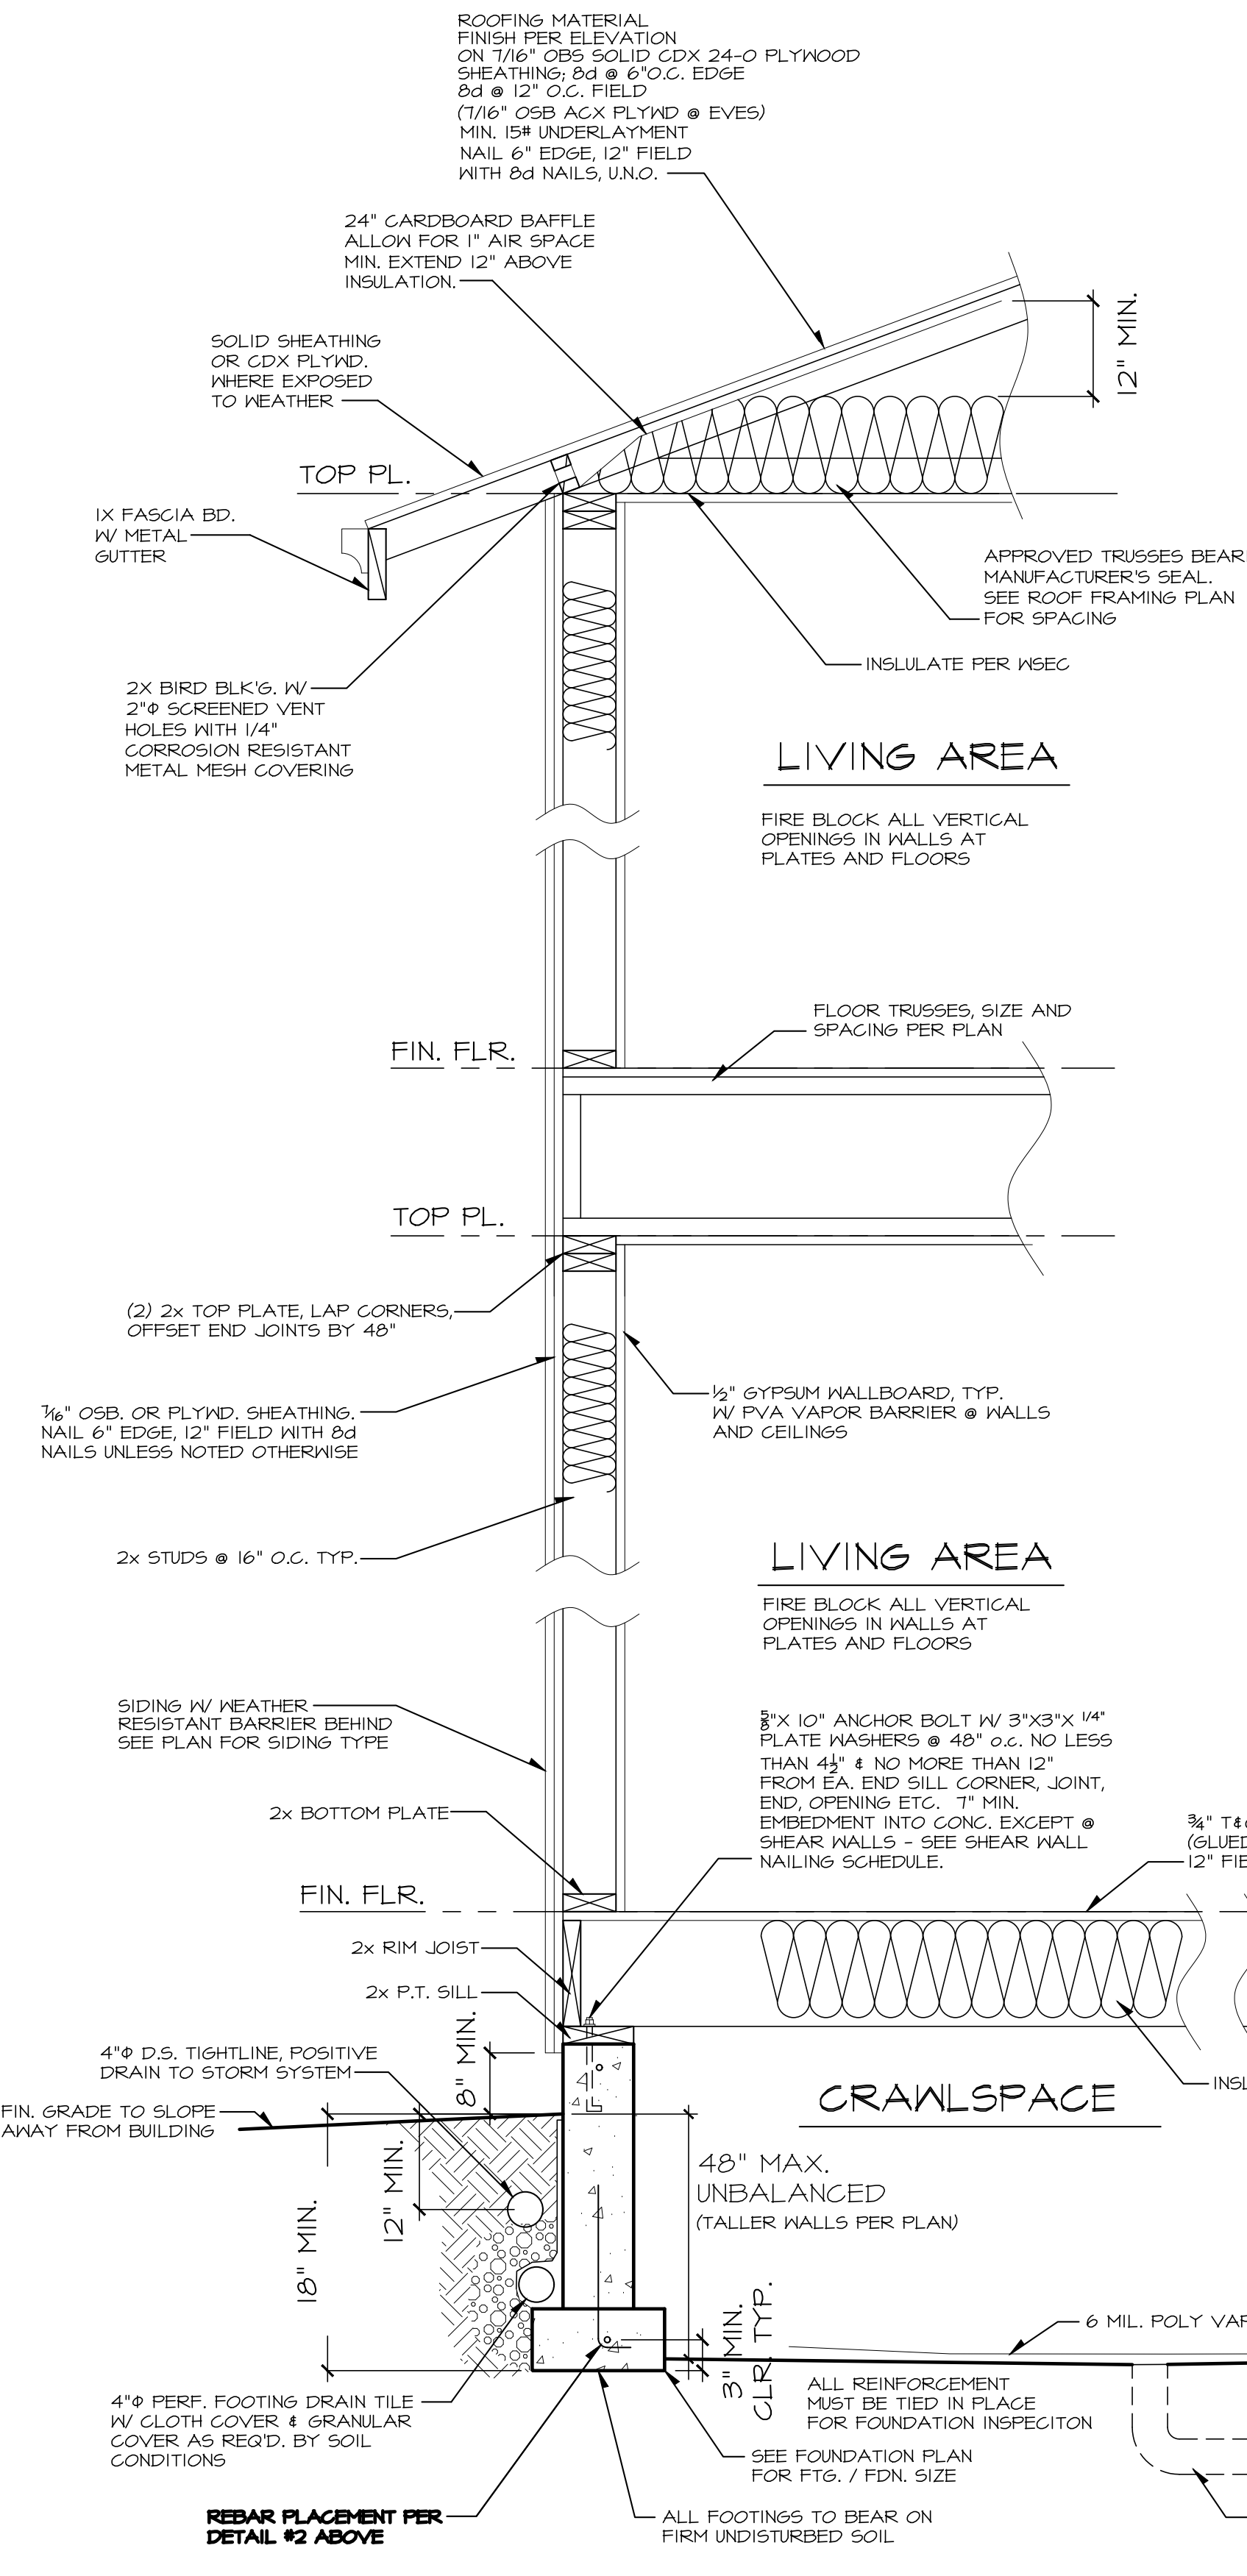 ROOFING MATERIAL
FINISH PER ELEVATION
ON 7/16" OBS SOLID CDX 24-O PLYWOOD
SHEATHING; 8d @ 6"O.C. EDGE
8d @ 12" O.C. FIELD
(7/16" OSB ACX PLYWD @ EVES)
MIN. 15# UNDERLAYMENT
NAIL 6" EDGE, 12" FIELD
WITH 8d NAILS, U.N.O.
24" CARDBOARD BAFFLE
ALLOW FOR 1" AIR SPACE
MIN. EXTEND 12" ABOVE
INSULATION.
12" MIN.
SOLID SHEATHING
OR CDX PLYWD.
WHERE EXPOSED
TO WEATHER
TOP PL.
1X FASCIA BD.
W/ METAL
GUTTER
APPROVED TRUSSES BEAR
MANUFACTURER'S SEAL.
SEE ROOF FRAMING PLAN
FOR SPACING
INSLULATE PER WSEC
2X BIRD BLK'G. W/
2"Φ SCREENED VENT
HOLES WITH 1/4"
CORROSION RESISTANT
METAL MESH COVERING
LIVING AREA
FIRE BLOCK ALL VERTICAL
OPENINGS IN WALLS AT
PLATES AND FLOORS
FLOOR TRUSSES, SIZE AND
SPACING PER PLAN
FIN. FLR.
TOP PL.
(2) 2x TOP PLATE, LAP CORNERS,
OFFSET END JOINTS BY 48"
½" GYPSUM WALLBOARD, TYP.
W/ PVA VAPOR BARRIER @ WALLS
AND CEILINGS
7/16" OSB. OR PLYWD. SHEATHING.
NAIL 6" EDGE, 12" FIELD WITH 8d
NAILS UNLESS NOTED OTHERWISE
2x STUDS @ 16" O.C. TYP.
LIVING AREA
FIRE BLOCK ALL VERTICAL
OPENINGS IN WALLS AT
PLATES AND FLOORS
SIDING W/ WEATHER
RESISTANT BARRIER BEHIND
SEE PLAN FOR SIDING TYPE
⅝"X 10" ANCHOR BOLT W/ 3"X3"X 1/4"
PLATE WASHERS @ 48" o.c. NO LESS
THAN 4½" & NO MORE THAN 12"
FROM EA. END SILL CORNER, JOINT,
END, OPENING ETC. 7" MIN.
EMBEDMENT INTO CONC. EXCEPT @
SHEAR WALLS - SEE SHEAR WALL
NAILING SCHEDULE.
¾" T&
(GLUED
12" FIE
2x BOTTOM PLATE
FIN. FLR.
2x RIM JOIST
2x P.T. SILL
8" MIN.
4"Φ D.S. TIGHTLINE, POSITIVE
DRAIN TO STORM SYSTEM
FIN. GRADE TO SLOPE
AWAY FROM BUILDING
INSL
CRAWLSPACE
12" MIN.
18" MIN.
48" MAX.
UNBALANCED
(TALLER WALLS PER PLAN)
3" MIN.
CLR. TYP.
6 MIL. POLY VAP
4"Φ PERF. FOOTING DRAIN TILE
W/ CLOTH COVER & GRANULAR
COVER AS REQ'D. BY SOIL
CONDITIONS
ALL REINFORCEMENT
MUST BE TIED IN PLACE
FOR FOUNDATION INSPECITON
SEE FOUNDATION PLAN
FOR FTG. / FDN. SIZE
REBAR PLACEMENT PER
DETAIL #2 ABOVE
ALL FOOTINGS TO BEAR ON
FIRM UNDISTURBED SOIL